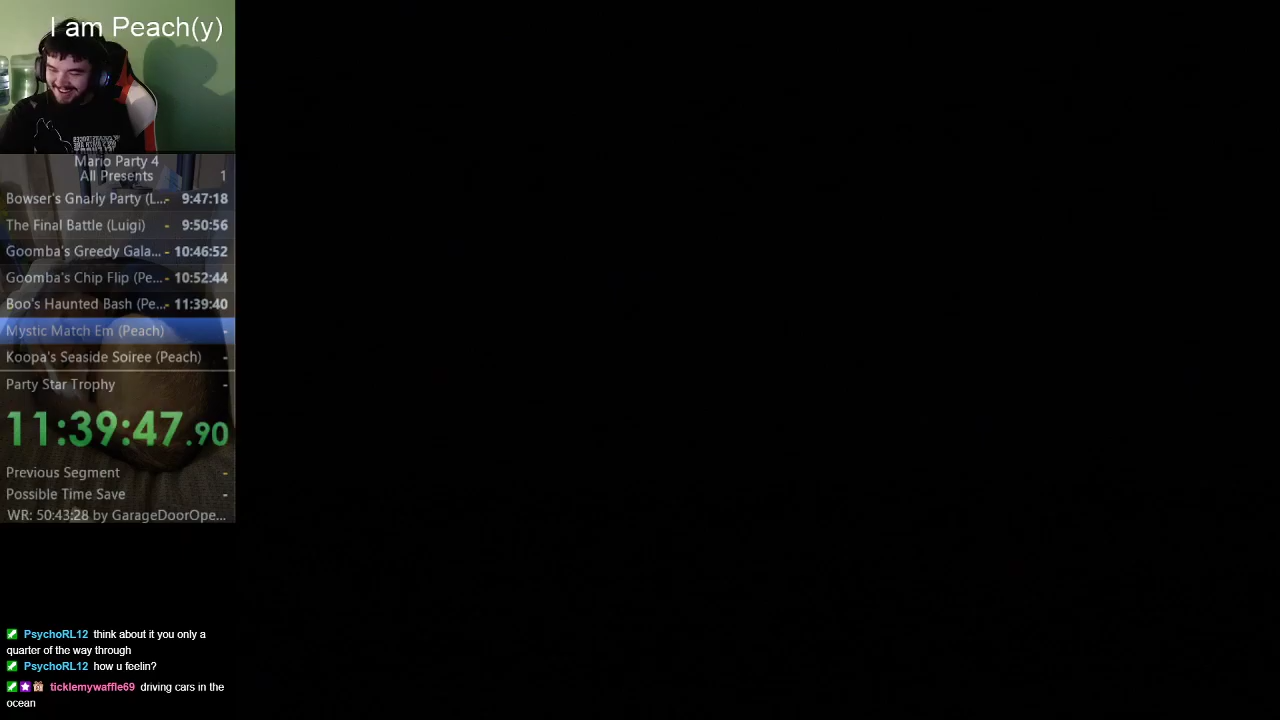 I am Peach(y)
Mario Party 4
All Presents 1
Bowser's Gnarly Party (L... - 9:47:18
The Final Battle (Luigi) - 9:50:56
Goomba's Greedy Gala... - 10:46:52
Goomba's Chip Flip (Pe... - 10:52:44
Boo's Haunted Bash (Pe... - 11:39:40
Mystic Match Em (Peach) -
Koopa's Seaside Soiree (Peach) -
Party Star Trophy -
11:39:47.90
Previous Segment -
Possible Time Save -
WR: 50:43:28 by GarageDoorOpe...
PsychoRL12 think about it you only a
quarter of the way through
PsychoRL12 how u feelin?
ticklemywaffle69 driving cars in the
ocean